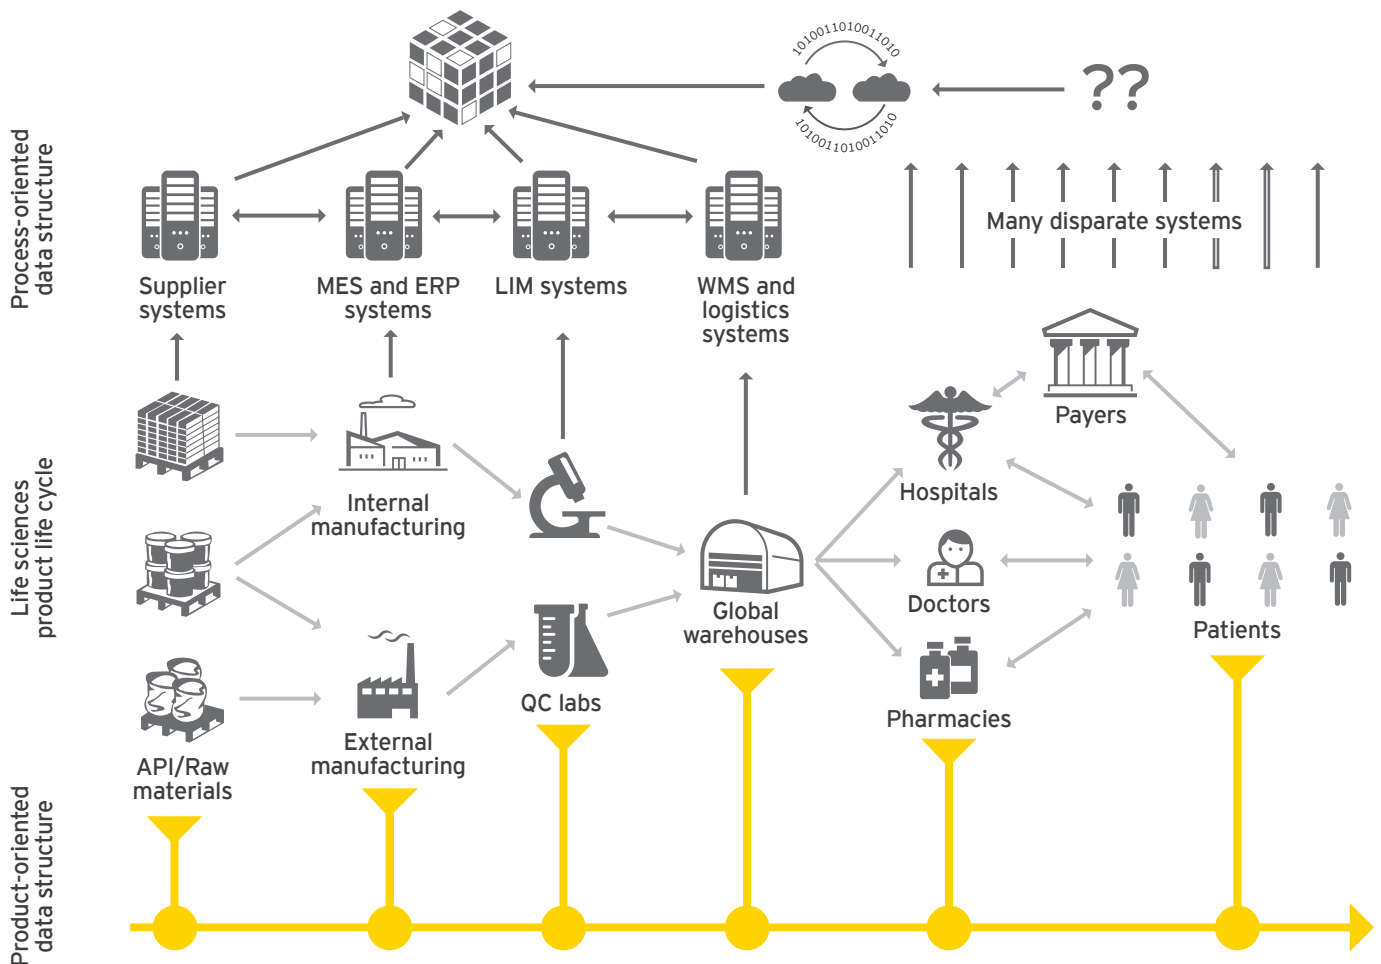 1010011010011010
??
1010011010011010
Process-oriented
data structure
Many disparate systems
Supplier
systems
MES and ERP
systems
LIM systems
WMS and
logistics
systems
Payers
Life sciences
product life cycle
Hospitals
Internal
manufacturing
Doctors
Global
warehouses
Patients
QC labs
Pharmacies
External
manufacturing
API/Raw
materials
Product-oriented
data structure